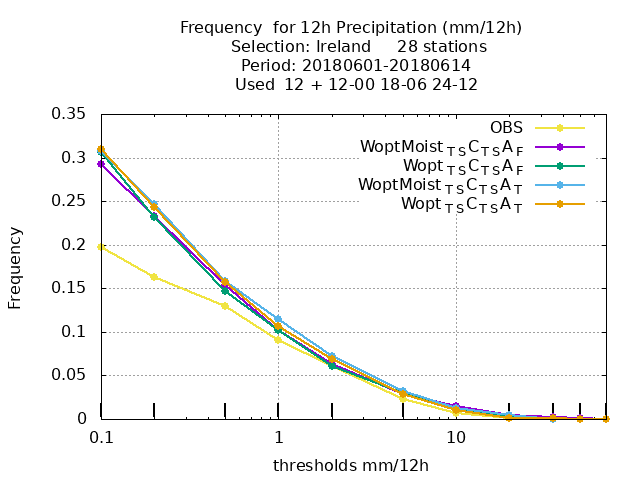 Frequency  for 12h Precipitation (mm/12h)
Selection: Ireland     28 stations
Period: 20180601-20180614
Used  12 + 12-00 18-06 24-12
OBS
WoptMoist TS C TS A F
Wopt TS C TS A F
WoptMoist TS C TS A T
Wopt TS C TS A T
0.35
0.3
0.25
0.2
0.15
0.1
0.05
0
Frequency
0.1 1 10
thresholds mm/12h